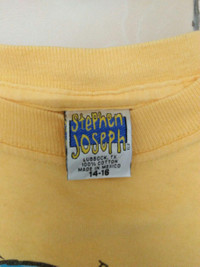 stephen
joseph
LUBBOCK, TX
100% COTTON
MADE IN MEXICO
14-16